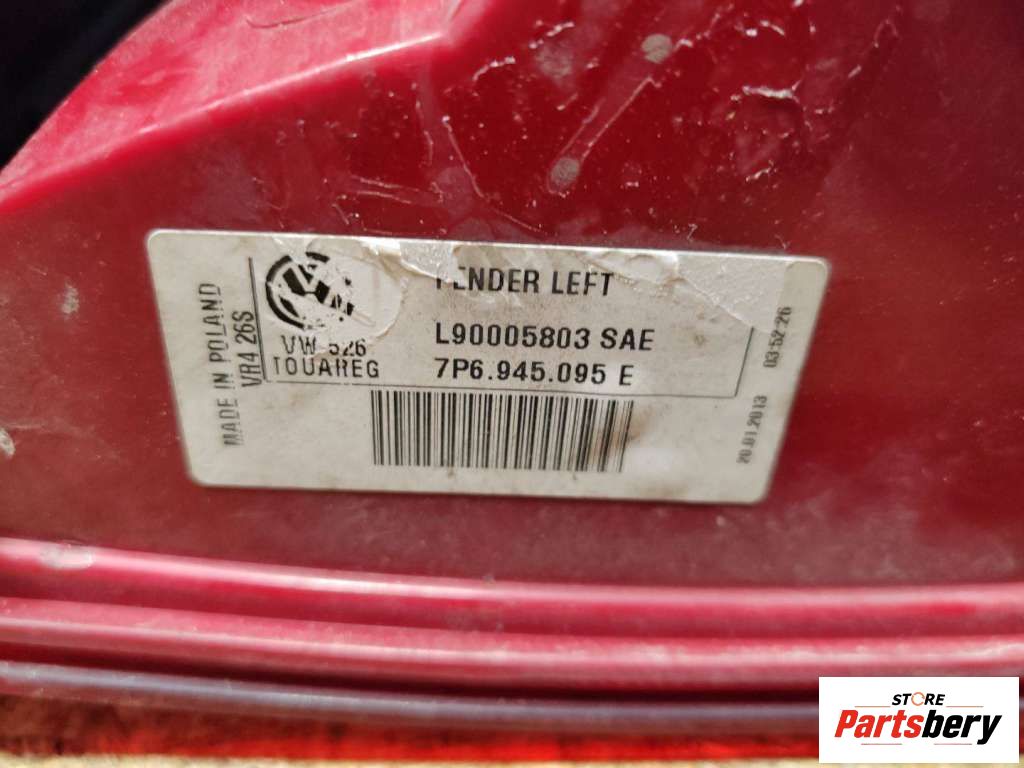 FENDER LEFT
L90005803 SAE
7P6.945.095 E
VW 526
TOUAREG
MADE IN POLAND
VR4 26S
20.01.2013 03:52:26
STORE
Partsbery